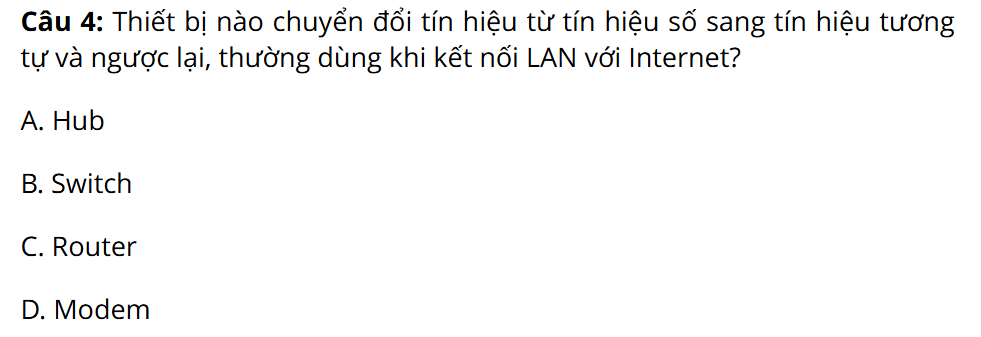 Câu 4: Thiết bị nào chuyển đổi tín hiệu từ tín hiệu số sang tín hiệu tương
tự và ngược lại, thường dùng khi kết nối LAN với Internet?
A. Hub
B. Switch
C. Router
D. Modem